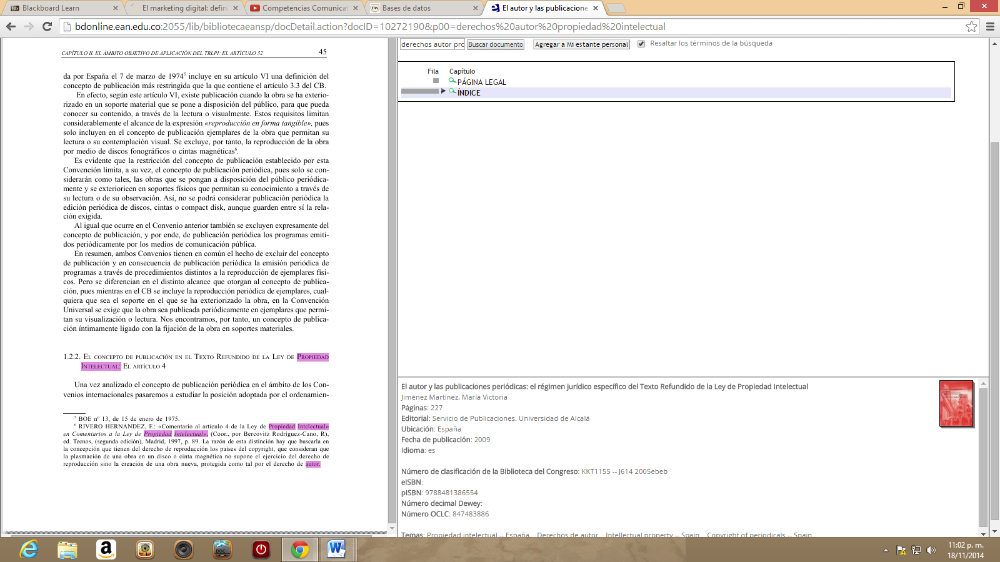 Blackboard Learn
El marketing digital: defini
Competencias Comunicat
Bases de datos
El autor y las publicacione
bdonline.ean.edu.co:2055/lib/bibliotecaeansp/docDetail.action?docID=10272190&p00=derechos%20autor%20propiedad%20intelectual
CAPÍTULO II. EL ÁMBITO OBJETIVO DE APLICACIÓN DEL TRLPI: EL ARTÍCULO 52 45
da por España el 7 de marzo de 1974⁵ incluye en su artículo VI una definición del
concepto de publicación más restringida que la que contiene el artículo 3.3 del CB.
En efecto, según este artículo VI, existe publicación cuando la obra se ha exterio-
rizado en un soporte material que se pone a disposición del público, para que pueda
conocer su contenido, a través de la lectura o visualmente. Estos requisitos limitan
considerablemente el alcance de la expresión «reproducción en forma tangible», pues
solo incluyen en el concepto de publicación ejemplares de la obra que permitan su
lectura o su contemplación visual. Se excluye, por tanto, la reproducción de la obra
por medio de discos fonográficos o cintas magnéticas⁶.
Es evidente que la restricción del concepto de publicación establecido por esta
Convención limita, a su vez, el concepto de publicación periódica, pues solo se con-
siderarán como tales, las obras que se pongan a disposición del público periódica-
mente y se exterioricen en soportes físicos que permitan su conocimiento a través de
su lectura o de su observación. Así, no se podrá considerar publicación periódica la
edición periódica de discos, cintas o compact disk, aunque guarden entre sí la rela-
ción exigida.
Al igual que ocurre en el Convenio anterior también se excluyen expresamente del
concepto de publicación, y por ende, de publicación periódica los programas emiti-
dos periódicamente por los medios de comunicación pública.
En resumen, ambos Convenios tienen en común el hecho de excluir del concepto
de publicación y en consecuencia de publicación periódica la emisión periódica de
programas a través de procedimientos distintos a la reproducción de ejemplares físi-
cos. Pero se diferencian en el distinto alcance que otorgan al concepto de publica-
ción, pues mientras en el CB se incluye la reproducción periódica de ejemplares, cual-
quiera que sea el soporte en el que se ha exteriorizado la obra, en la Convención
Universal se exige que la obra sea publicada periódicamente en ejemplares que permi-
tan su visualización o lectura. Nos encontramos, por tanto, un concepto de publica-
ción íntimamente ligado con la fijación de la obra en soportes materiales.
1.2.2. El concepto de publicación en el Texto Refundido de la Ley de Propiedad
Intelectual: El artículo 4
Una vez analizado el concepto de publicación periódica en el ámbito de los Con-
venios internacionales pasaremos a estudiar la posición adoptada por el ordenamien-
⁵ BOE nº 13, de 15 de enero de 1975.
⁶ RIVERO HERNANDEZ, F.: «Comentario al artículo 4 de la Ley de Propiedad Intelectual»
en Comentarios a la Ley de Propiedad Intelectual», (Coor., por Bercovitz Rodríguez-Cano, R),
ed. Tecnos, (segunda edición), Madrid, 1997, p. 89. La razón de esta distinción hay que buscarla en
la concepción que tienen del derecho de reproducción los países del copyright, que consideran que
la plasmación de una obra en un disco o cinta magnética no supone el ejercicio del derecho de
reproducción sino la creación de una obra nueva, protegida como tal por el derecho de autor.
derechos autor prc Buscar documento Agregar a Mi estante personal Resaltar los términos de la búsqueda
Fila Capítulo
PÁGINA LEGAL
ÍNDICE
El autor y las publicaciones periódicas: el régimen jurídico específico del Texto Refundido de la Ley de Propiedad Intelectual
Jiménez Martínez, María Victoria
Páginas: 227
Editorial: Servicio de Publicaciones. Universidad de Alcalá
Ubicación: España
Fecha de publicación: 2009
Idioma: es
Número de clasificación de la Biblioteca del Congreso: KKT1155 -- J614 2005ebeb
eISBN:
pISBN: 9788481386554
Número decimal Dewey:
Número OCLC: 847483886
Temas: Propiedad intelectual -- España Derechos de autor Intellectual property -- Spain Copyright of periodicals -- Spain
11:02 p. m.
18/11/2014